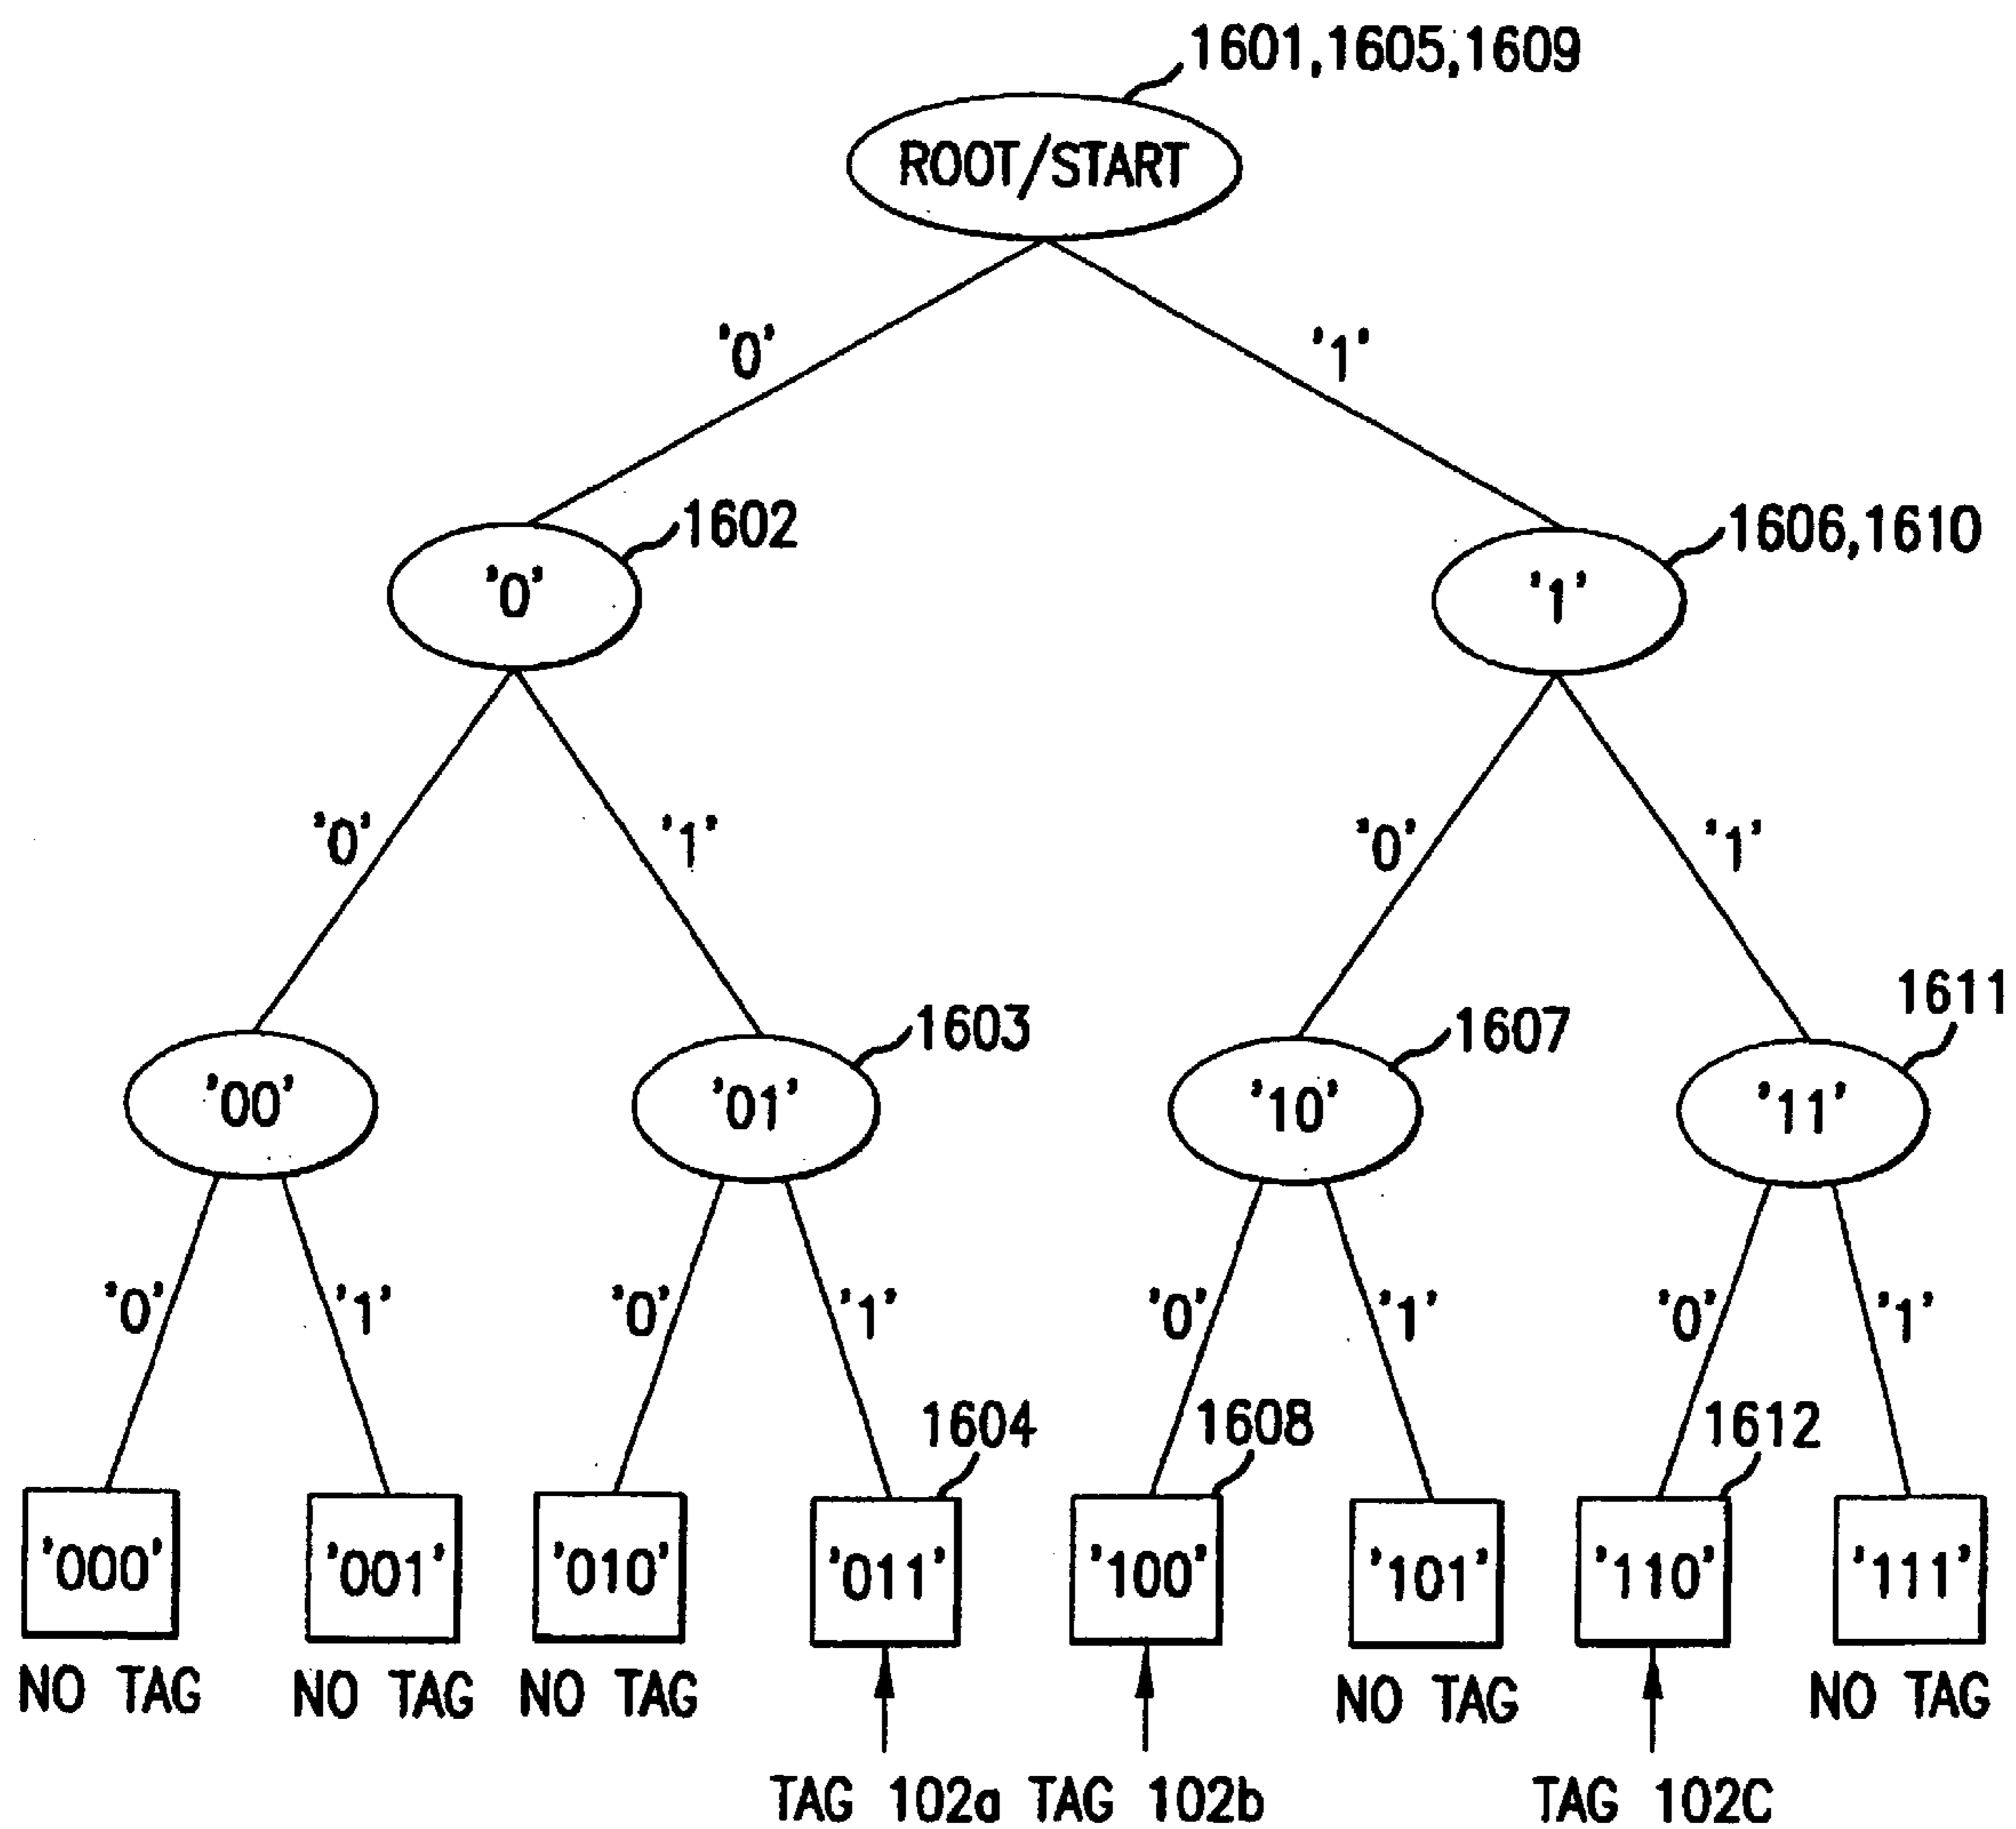 1601,1605,1609
ROOT/START
'0' '1'
1602 1606,1610
'0' '1'
'0' '1' '0' '1'
1603 1607 1611
'00' '01' '10' '11'
'0' '1' '0' '1' '0' '1' '0' '1'
1604 1608 1612
'000' '001' '010' '011' '100' '101' '110' '111'
NO TAG NO TAG NO TAG NO TAG NO TAG
TAG 102a TAG 102b TAG 102C